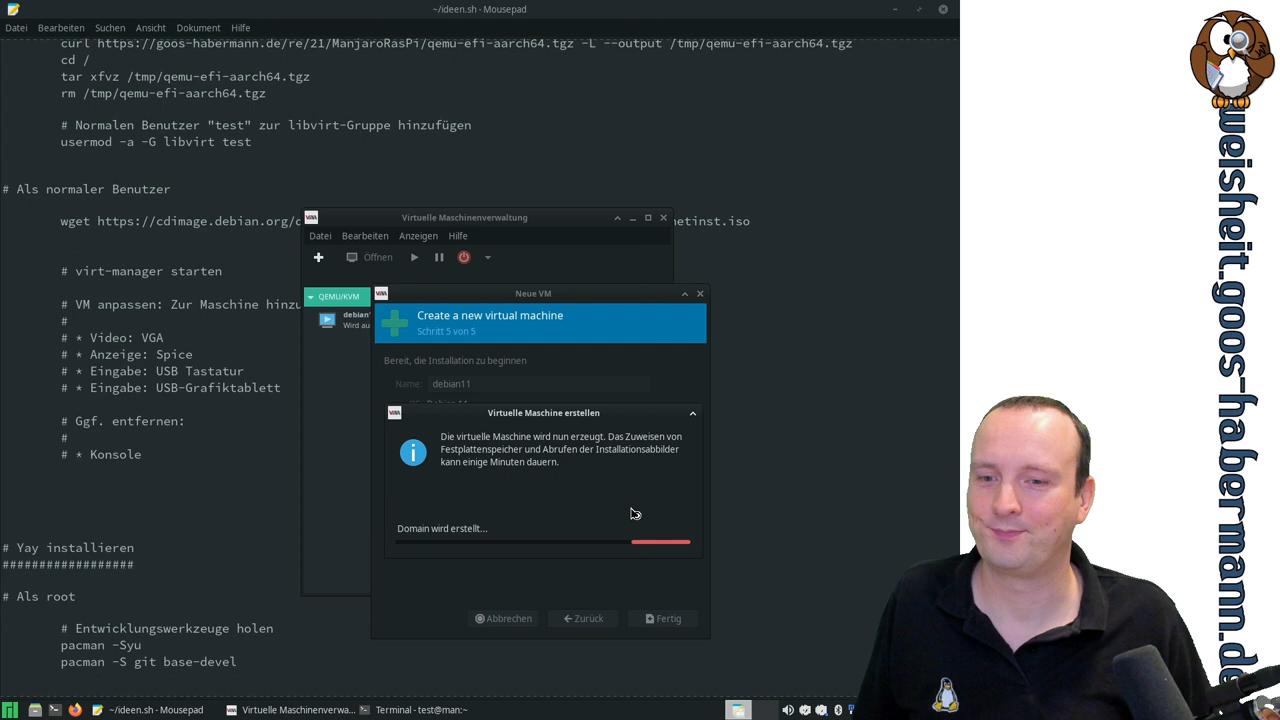 ~/ideen.sh - Mousepad
Datei Bearbeiten Suchen Ansicht Dokument Hilfe
curl https://goos-habermann.de/re/21/ManjaroRasPi/qemu-efi-aarch64.tgz -L --output /tmp/qemu-efi-aarch64.tgz
cd /
tar xfvz /tmp/qemu-efi-aarch64.tgz
rm /tmp/qemu-efi-aarch64.tgz
# Normalen Benutzer "test" zur libvirt-Gruppe hinzufügen
usermod -a -G libvirt test
# Als normaler Benutzer
wget https://cdimage.debian.org/c
netinst.iso
# virt-manager starten
# VM anpassen: Zur Maschine hinzu
#
# * Video: VGA
# * Anzeige: Spice
# * Eingabe: USB Tastatur
# * Eingabe: USB-Grafiktablett
# Ggf. entfernen:
#
# * Konsole
# Yay installieren
##################
# Als root
# Entwicklungswerkzeuge holen
pacman -Syu
pacman -S git base-devel
Virtuelle Maschinenverwaltung
Datei Bearbeiten Anzeigen Hilfe
Öffnen
QEMU/KVM
debian
Wird au
Neue VM
Create a new virtual machine
Schritt 5 von 5
Bereit, die Installation zu beginnen
Name: debian11
Virtuelle Maschine erstellen
Die virtuelle Maschine wird nun erzeugt. Das Zuweisen von
Festplattenspeicher und Abrufen der Installationsabbilder
kann einige Minuten dauern.
Domain wird erstellt...
Abbrechen Zurück Fertig
~/ideen.sh - Mousepad Virtuelle Maschinenverwa... Terminal - test@man:~
weisheit.goos-habermann.de